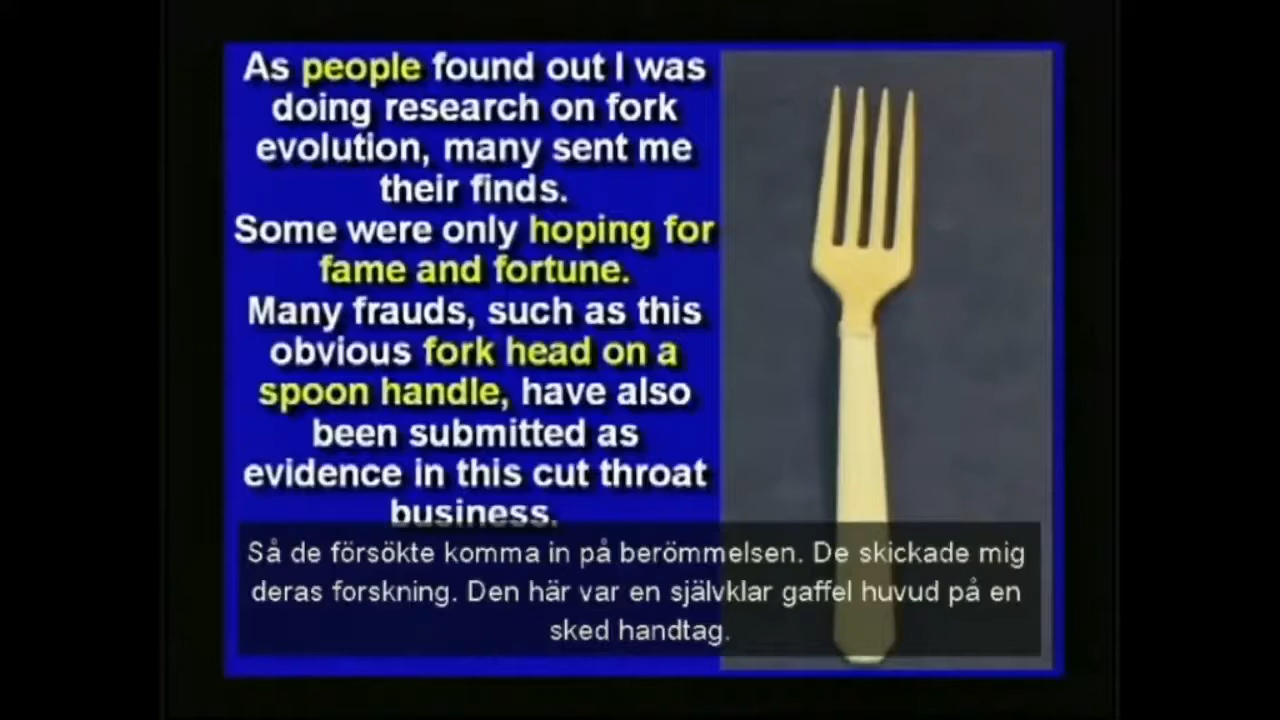 As people found out I was
doing research on fork
evolution, many sent me
their finds.
Some were only hoping for
fame and fortune.
Many frauds, such as this
obvious fork head on a
spoon handle, have also
been submitted as
evidence in this cut throat
business.
Så de försökte komma in på berömmelsen. De skickade mig
deras forskning. Den här var en självklar gaffel huvud på en
sked handtag.